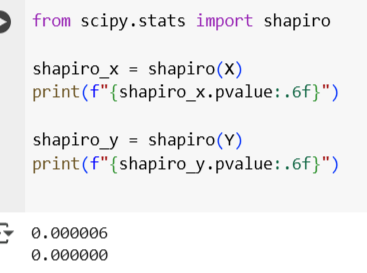 from scipy.stats import shapiro
shapiro_x = shapiro(X)
print(f"{shapiro_x.pvalue:.6f}")
shapiro_y = shapiro(Y)
print(f"{shapiro_y.pvalue:.6f}")
0.000006
0.000000